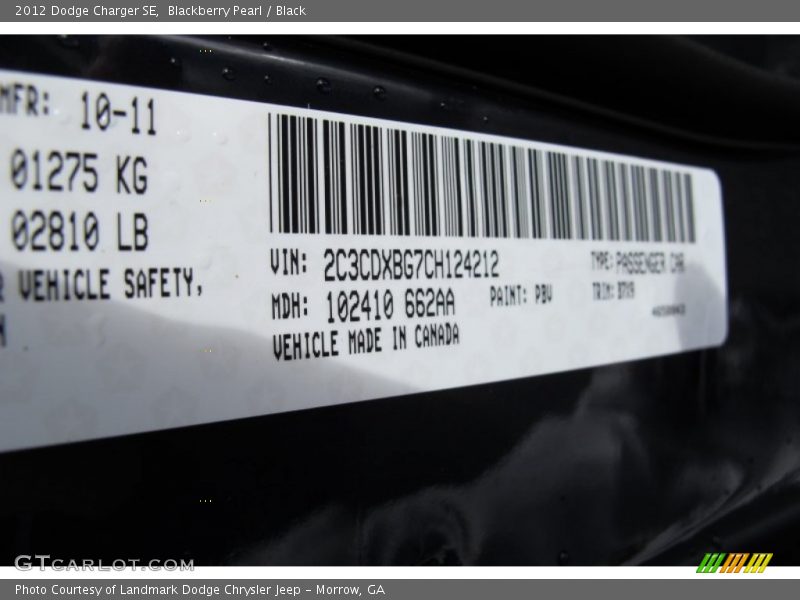 2012 Dodge Charger SE,  Blackberry Pearl / Black
MFR: 10-11
01275 KG
02810 LB
VEHICLE SAFETY,
VIN: 2C3CDXBG7CH124212
TYPE: PASSENGER CAR
MDH: 102410 662AA
PAINT: PBV
TRIM:
VEHICLE MADE IN CANADA
GTCARLOT.COM
Photo Courtesy of Landmark Dodge Chrysler Jeep - Morrow, GA